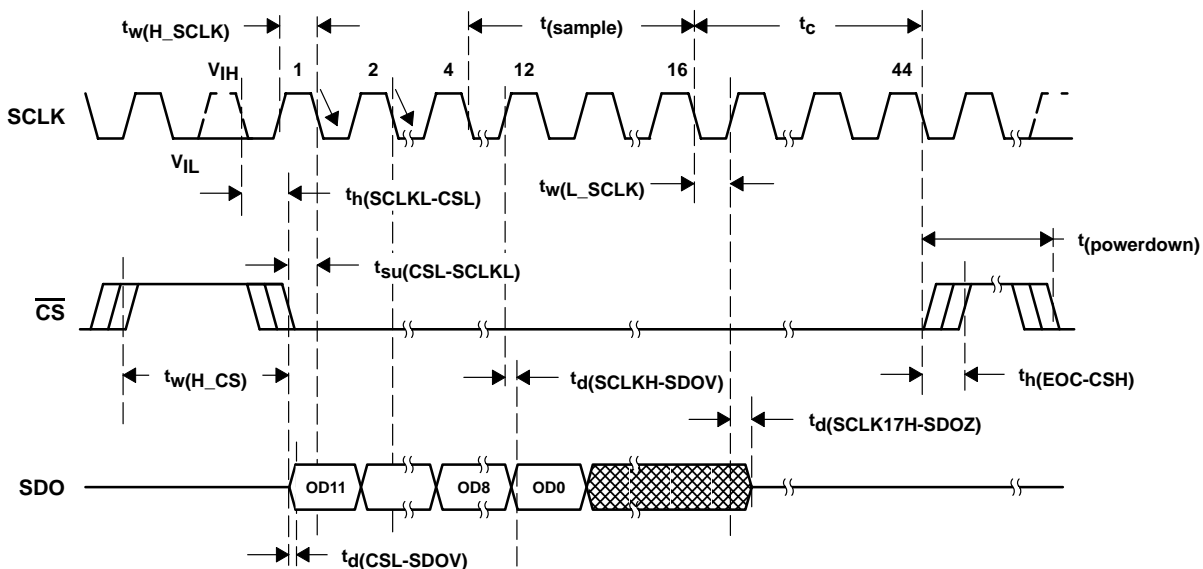 tw(H_SCLK)
t(sample)
tc
VIH
1
2
4
12
16
44
SCLK
VIL
th(SCLKL-CSL)
tw(L_SCLK)
t(powerdown)
tsu(CSL-SCLKL)
CS
tw(H_CS)
td(SCLKH-SDOV)
th(EOC-CSH)
td(SCLK17H-SDOZ)
SDO
OD11
OD8
OD0
td(CSL-SDOV)